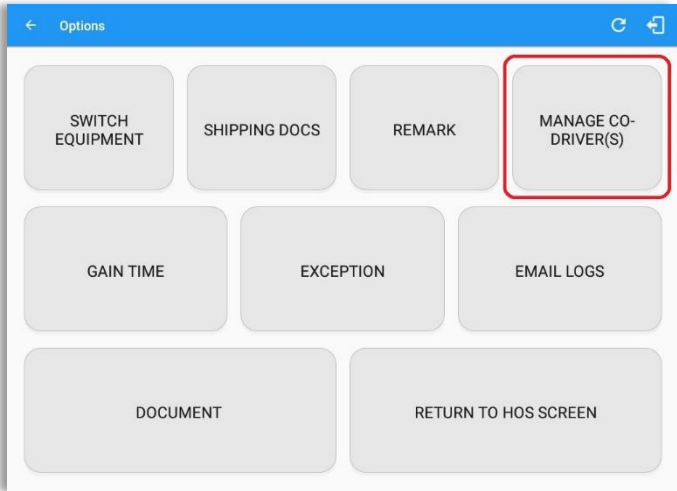 Options
SWITCH
EQUIPMENT
SHIPPING DOCS
REMARK
MANAGE CO-
DRIVER(S)
GAIN TIME
EXCEPTION
EMAIL LOGS
DOCUMENT
RETURN TO HOS SCREEN